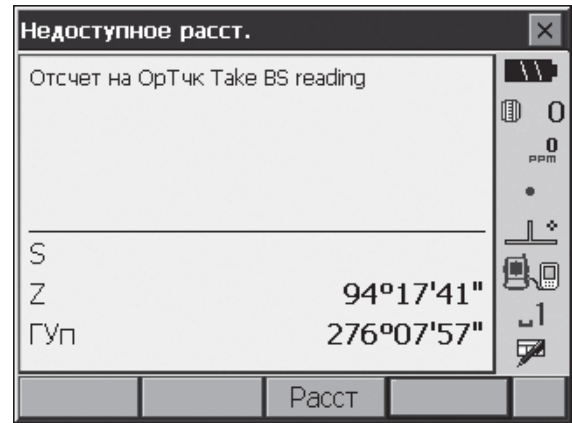 Недоступное расст.
Отсчет на ОрТчк Take BS reading
0
0
ppm
S
Z 94°17'41"
ГУп 276°07'57"
1
Расст